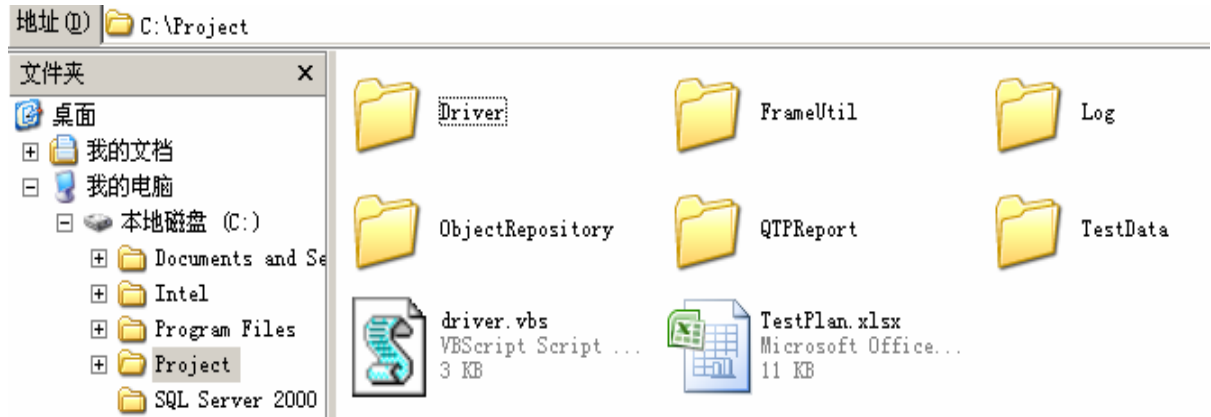 地址(D) C:\Project
文件夹 X
桌面
我的文档
我的电脑
本地磁盘 (C:)
Documents and Se
Intel
Program Files
Project
SQL Server 2000
Driver
FrameUtil
Log
ObjectRepository
QTPReport
TestData
driver.vbs
VBScript Script ...
3 KB
TestPlan.xlsx
Microsoft Office...
11 KB